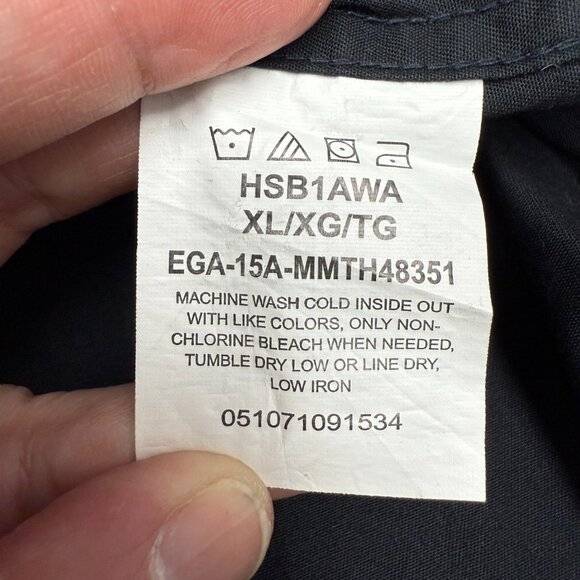 HSB1AWA
XL/XG/TG
EGA-15A-MMTH48351
MACHINE WASH COLD INSIDE OUT
WITH LIKE COLORS, ONLY NON-
CHLORINE BLEACH WHEN NEEDED,
TUMBLE DRY LOW OR LINE DRY,
LOW IRON
051071091534